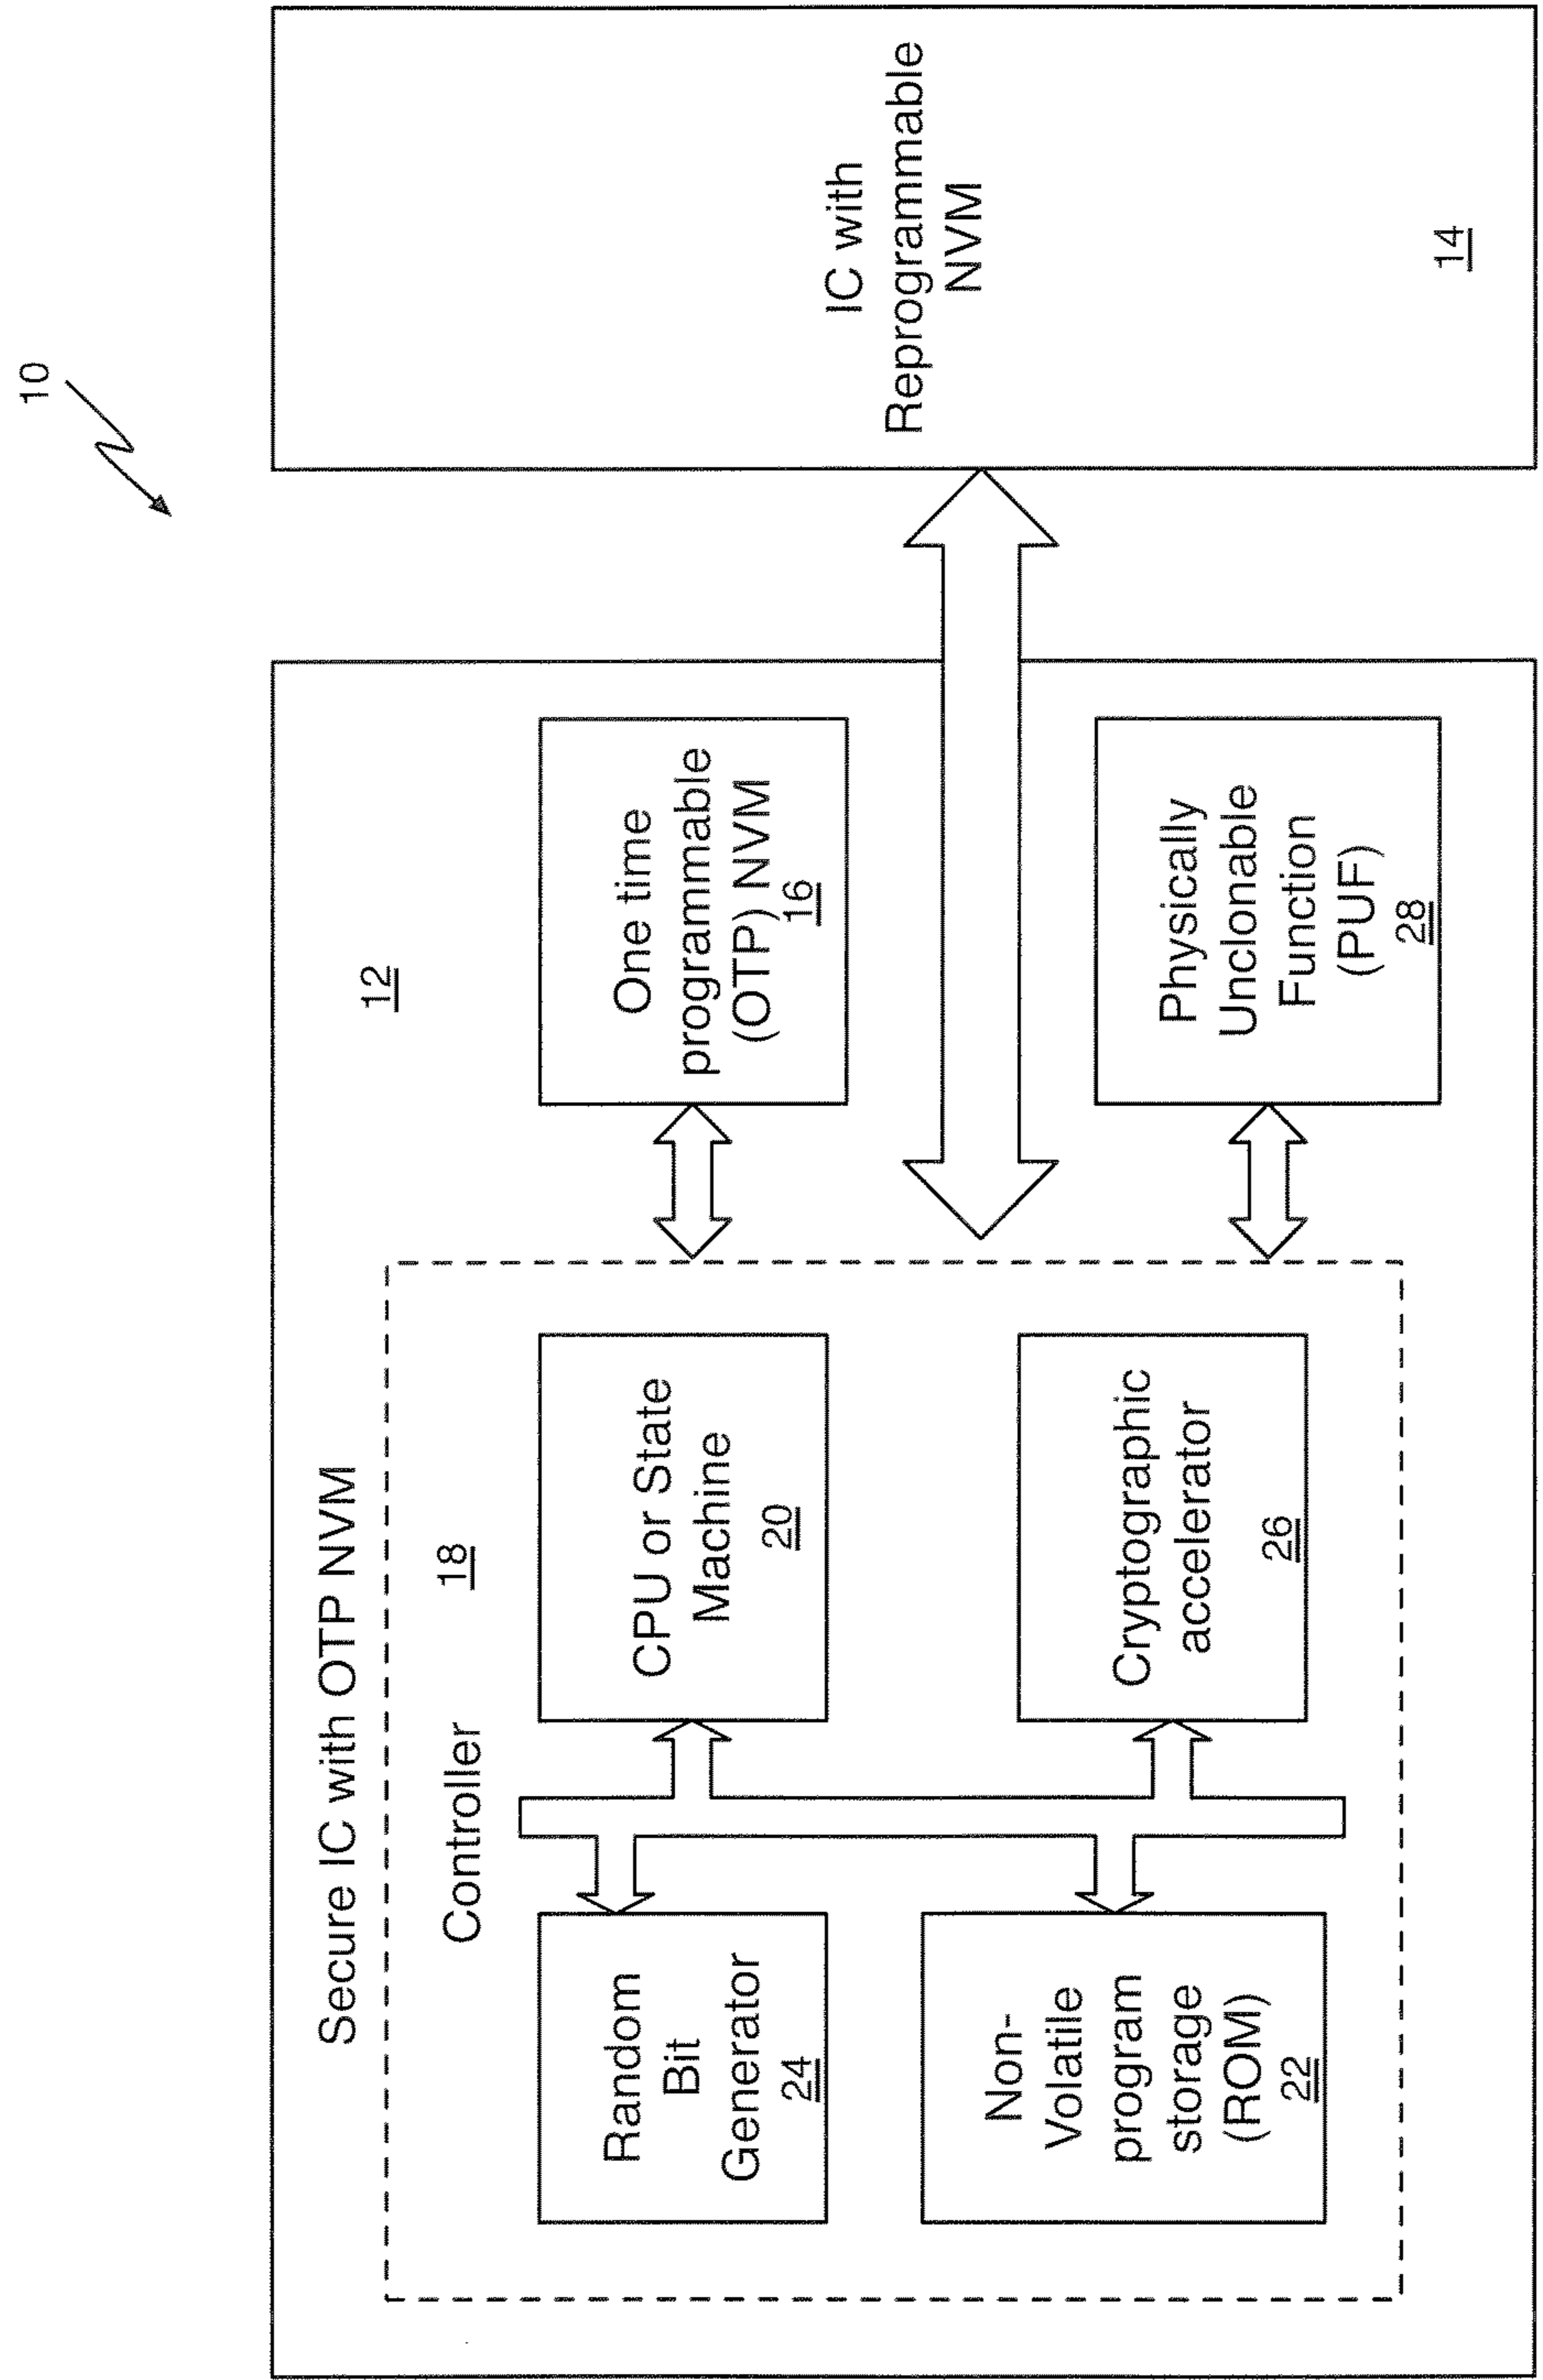 10
Secure IC with OTP NVM
12
Controller
18
Random
Bit
Generator
24
CPU or State
Machine
20
One time
programmable
(OTP) NVM
16
Non-
Volatile
program
storage
(ROM)
22
Cryptographic
accelerator
26
Physically
Unclonable
Function
(PUF)
28
IC with
Reprogrammable
NVM
14